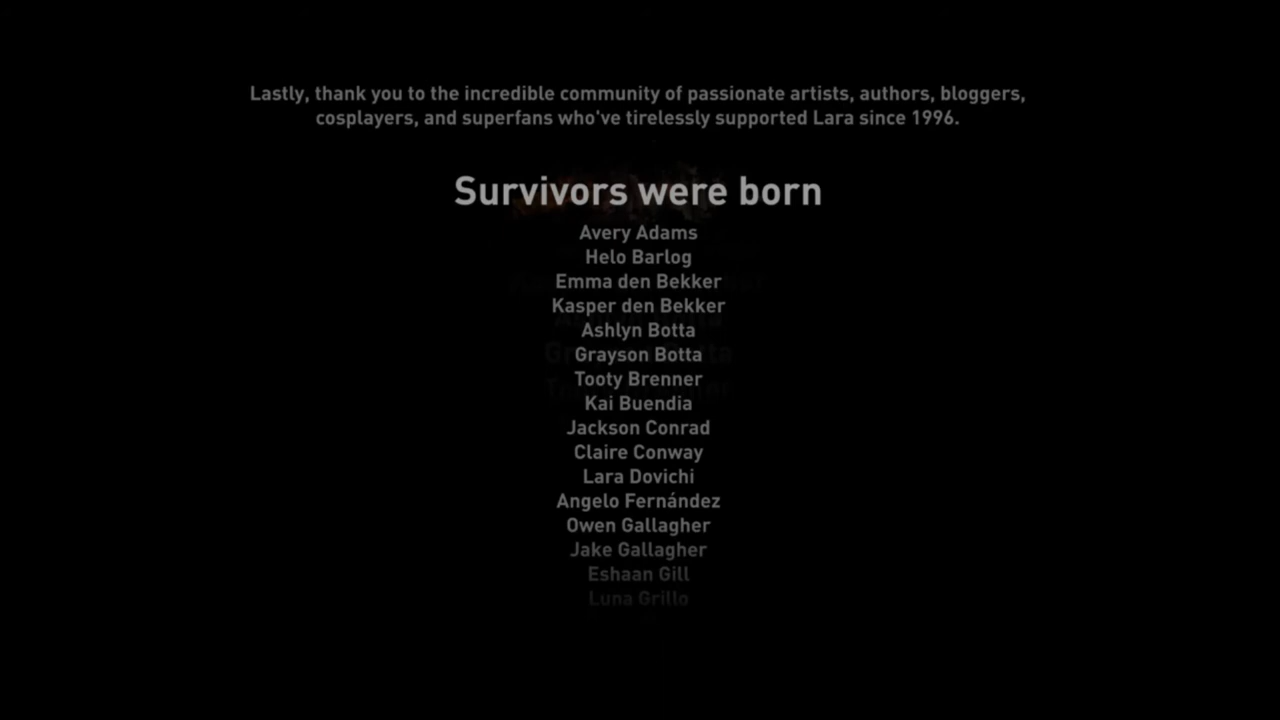 Lastly, thank you to the incredible community of passionate artists, authors, bloggers,
cosplayers, and superfans who've tirelessly supported Lara since 1996.
Survivors were born
Avery Adams
Helo Barlog
Emma den Bekker
Kasper den Bekker
Ashlyn Botta
Grayson Botta
Tooty Brenner
Kai Buendia
Jackson Conrad
Claire Conway
Lara Dovichi
Angelo Fernández
Owen Gallagher
Jake Gallagher
Eshaan Gill
Luna Grillo